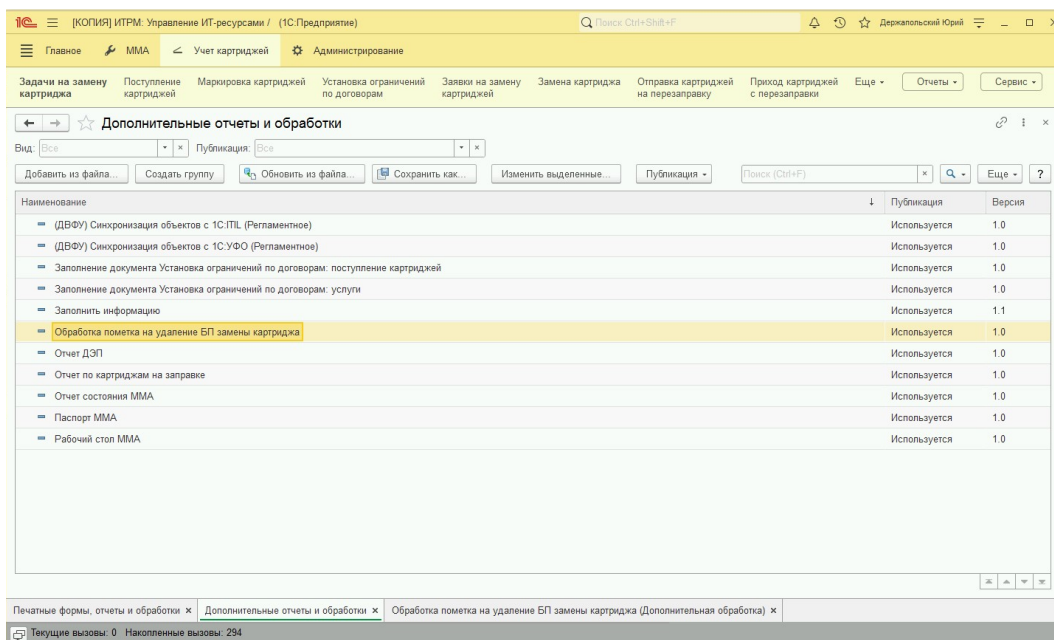 1С [КОПИЯ] ИТРМ: Управление ИТ-ресурсами / (1С:Предприятие) Поиск Ctrl+Shift+F Держапольский Юрий
Главное ММА Учет картриджей Администрирование
Задачи на замену картриджа Поступление картриджей Маркировка картриджей Установка ограничений по договорам Заявки на замену картриджей Замена картриджа Отправка картриджей на перезаправку Приход картриджей с перезаправки Еще Отчеты Сервис
Дополнительные отчеты и обработки
Вид: Все Публикация: Все
Добавить из файла... Создать группу Обновить из файла... Сохранить как... Изменить выделенные... Публикация Поиск (Ctrl+F) Еще ?
Наименование Публикация Версия
(ДВФУ) Синхронизация объектов с 1С:ITIL (Регламентное) Используется 1.0
(ДВФУ) Синхронизация объектов с 1С:УФО (Регламентное) Используется 1.0
Заполнение документа Установка ограничений по договорам: поступление картриджей Используется 1.0
Заполнение документа Установка ограничений по договорам: услуги Используется 1.0
Заполнить информацию Используется 1.1
Обработка пометка на удаление БП замены картриджа Используется 1.0
Отчет ДЭП Используется 1.0
Отчет по картриджам на заправке Используется 1.0
Отчет состояния ММА Используется 1.0
Паспорт ММА Используется 1.0
Рабочий стол ММА Используется 1.0
Печатные формы, отчеты и обработки Дополнительные отчеты и обработки Обработка пометка на удаление БП замены картриджа (Дополнительная обработка)
Текущие вызовы: 0 Накопленные вызовы: 294